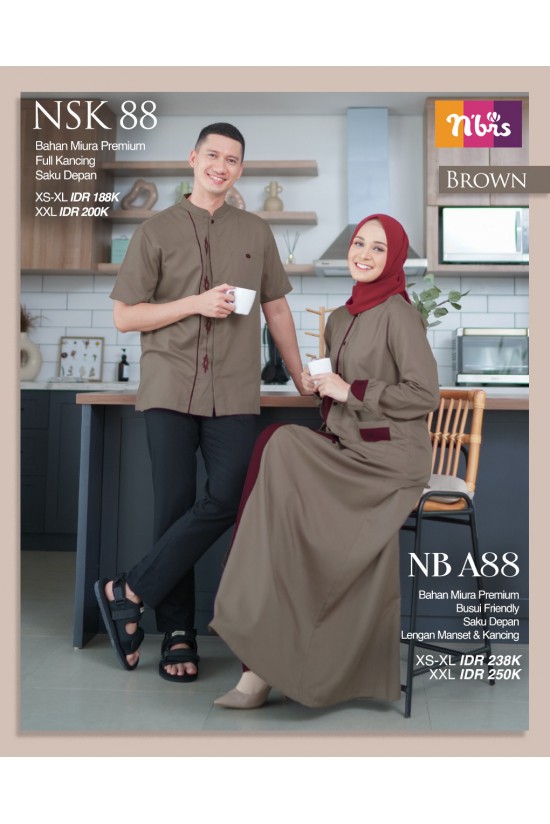 NSK 88
Bahan Miura Premium
Full Kancing
Saku Depan
XS-XL IDR 188K
XXL IDR 200K
N'brs
BROWN
NB A88
Bahan Miura Premium
Busui Friendly
Saku Depan
Lengan Manset & Kancing
XS-XL IDR 238K
XXL IDR 250K